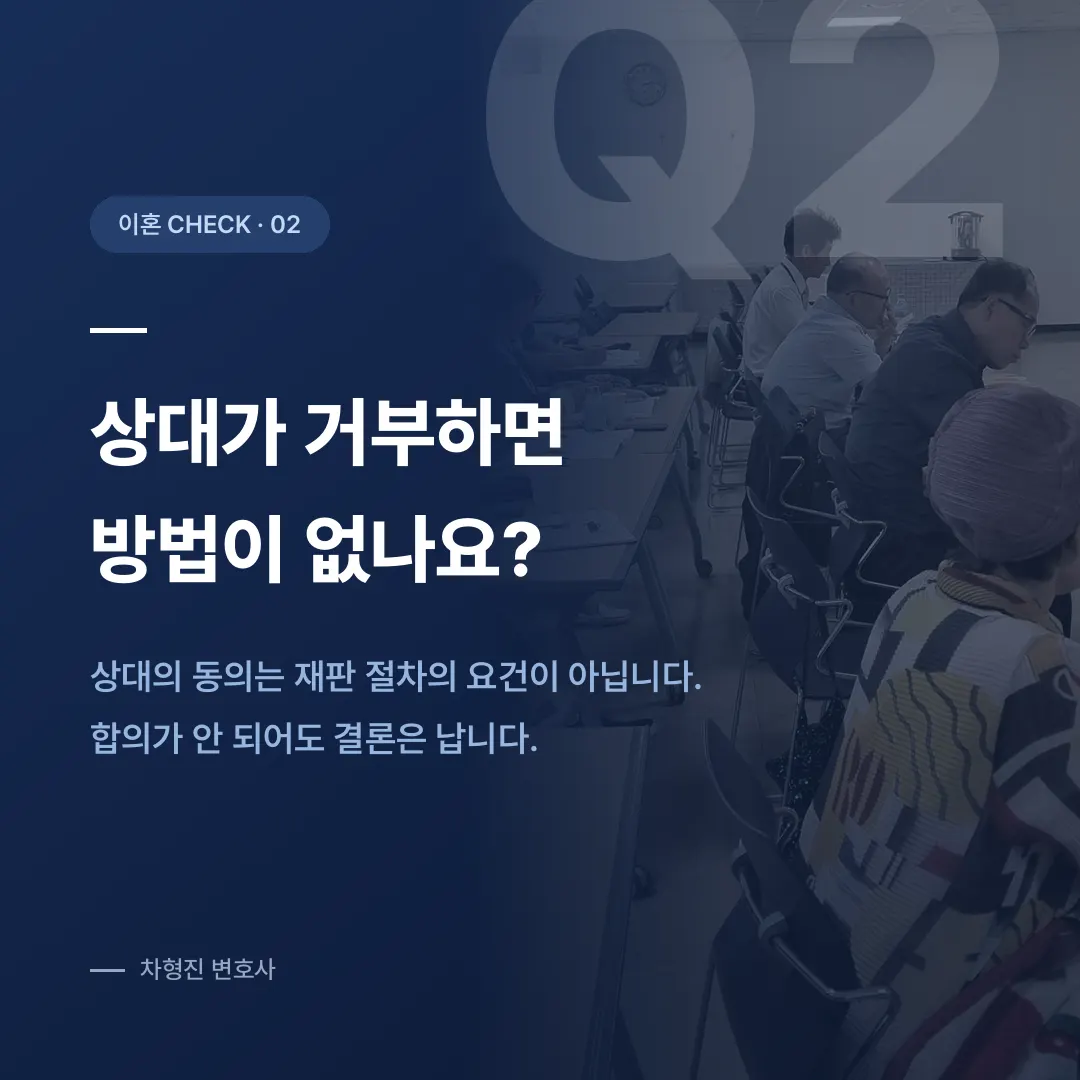 Q2
이혼 CHECK · 02
상대가 거부하면
방법이 없나요?
상대의 동의는 재판 절차의 요건이 아닙니다.
합의가 안 되어도 결론은 납니다.
차형진 변호사